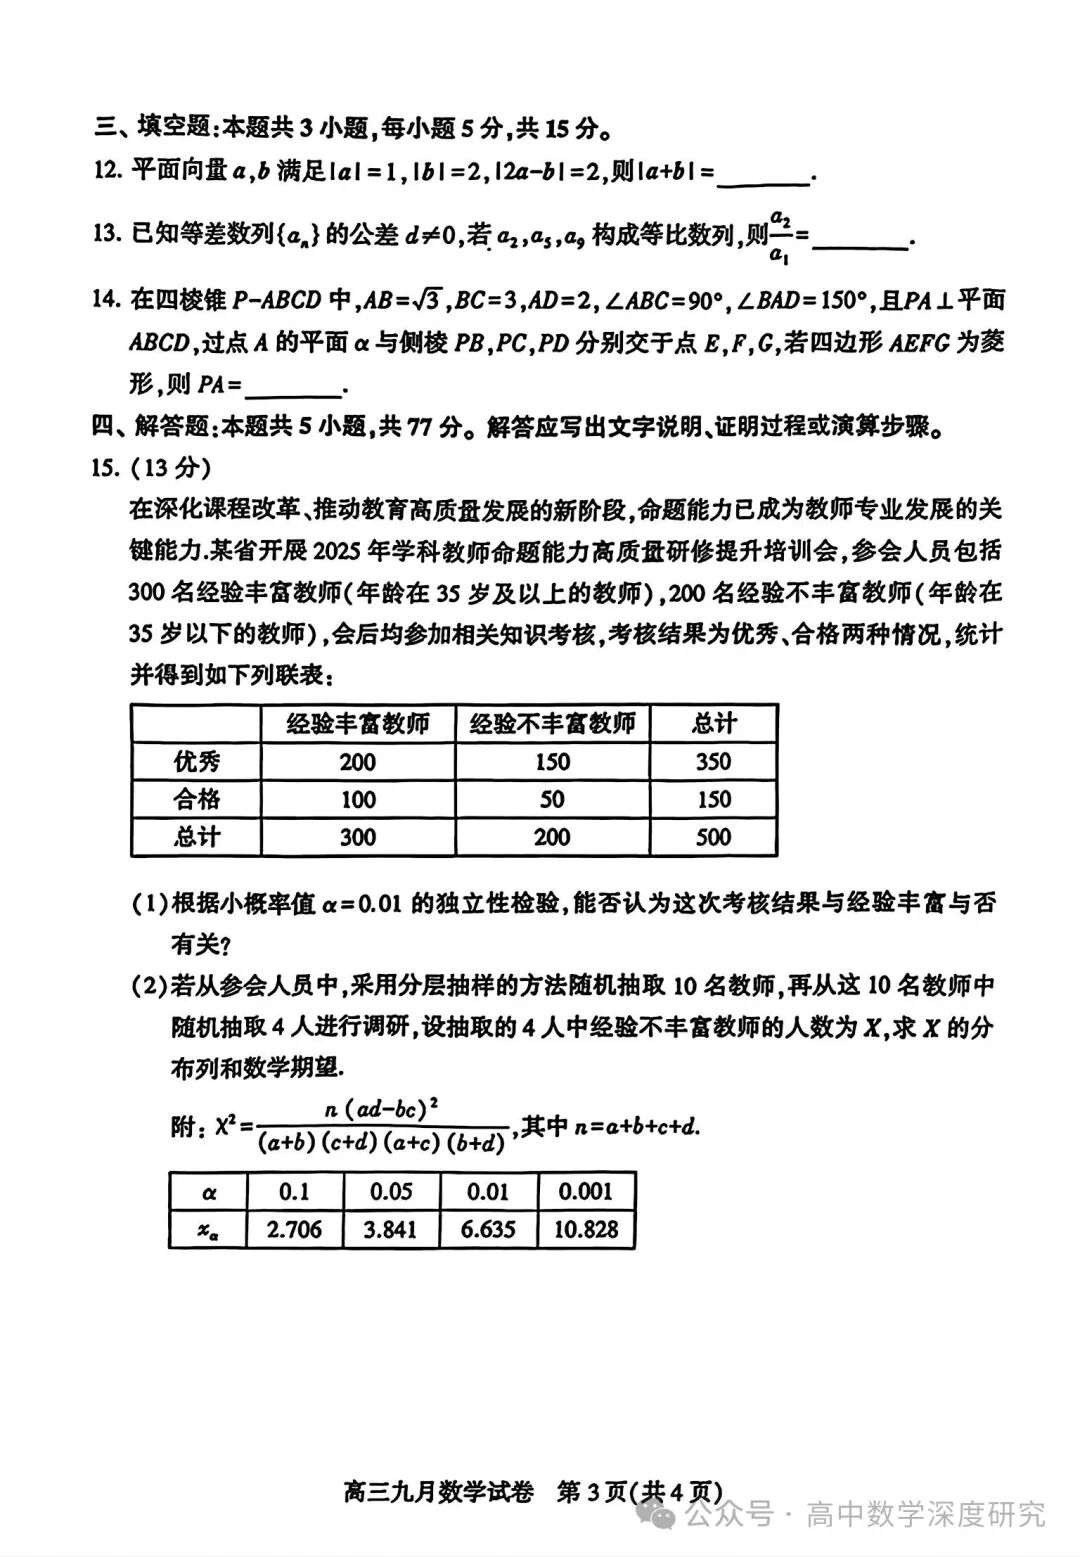 三、填空题:本题共3小题,每小题5分,共15分。
12. 平面向量a,b满足|a|=1,|b|=2,|2a-b|=2,则|a+b|=________.
13. 已知等差数列{aₙ}的公差d≠0,若a₂,a₅,a₉构成等比数列,则a₂/a₁=________.
14. 在四棱锥P-ABCD中,AB=√3,BC=3,AD=2,∠ABC=90°,∠BAD=150°,且PA⊥平面
ABCD,过点A的平面α与侧棱PB,PC,PD分别交于点E,F,G,若四边形AEFG为菱
形,则PA=________.
四、解答题:本题共5小题,共77分。解答应写出文字说明、证明过程或演算步骤。
15. (13分)
在深化课程改革、推动教育高质量发展的新阶段,命题能力已成为教师专业发展的关
键能力.某省开展2025年学科教师命题能力高质量研修提升培训会,参会人员包括
300名经验丰富教师(年龄在35岁及以上的教师),200名经验不丰富教师(年龄在
35岁以下的教师),会后均参加相关知识考核,考核结果为优秀、合格两种情况,统计
并得到如下列联表:
经验丰富教师 经验不丰富教师 总计
优秀 200 150 350
合格 100 50 150
总计 300 200 500
(1)根据小概率值α=0.01的独立性检验,能否认为这次考核结果与经验丰富与否
有关?
(2)若从参会人员中,采用分层抽样的方法随机抽取10名教师,再从这10名教师中
随机抽取4人进行调研,设抽取的4人中经验不丰富教师的人数为X,求X的分
布列和数学期望.
附:χ²=n(ad-bc)²/(a+b)(c+d)(a+c)(b+d),其中n=a+b+c+d.
α 0.1 0.05 0.01 0.001
xα 2.706 3.841 6.635 10.828
高三九月数学试卷 第3页(共4页)
公众号·高中数学深度研究